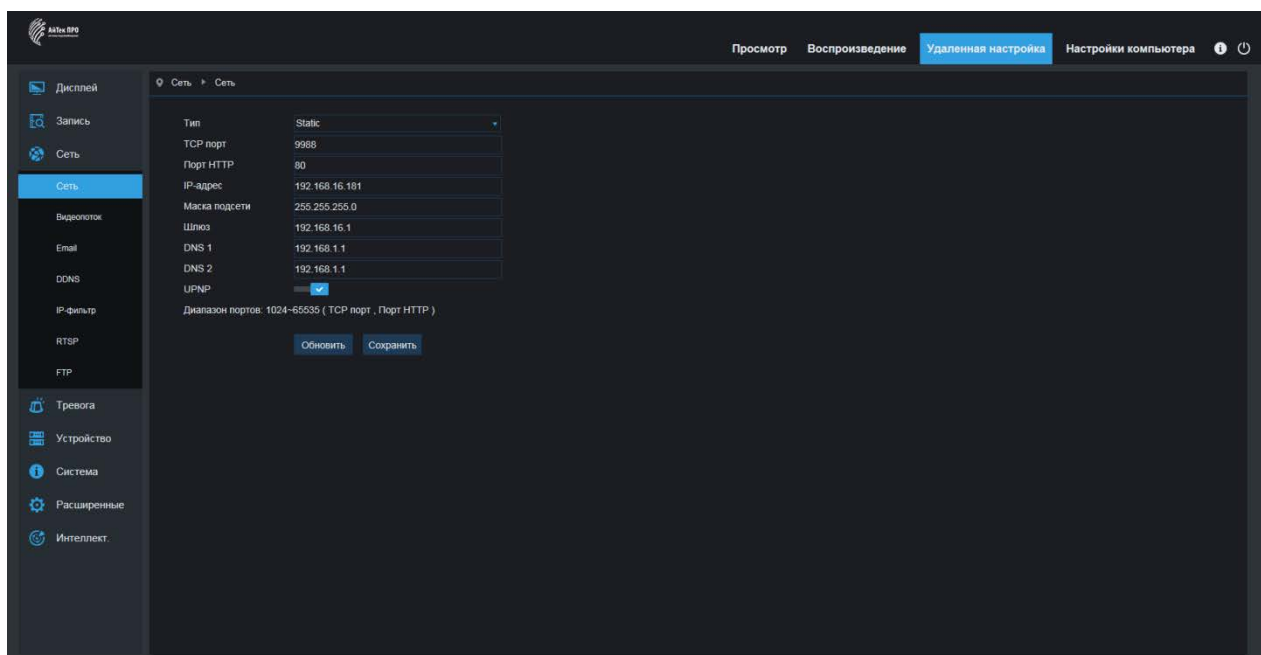 АйТек ПРО
Просмотр Воспроизведение Удаленная настройка Настройки компьютера
Дисплей
Запись
Сеть
Сеть
Видеопоток
Email
DDNS
IP-фильтр
RTSP
FTP
Тревога
Устройство
Система
Расширенные
Интеллект.
Сеть Сеть
Тип Static
TCP порт 9988
Порт HTTP 80
IP-адрес 192.168.16.181
Маска подсети 255.255.255.0
Шлюз 192.168.16.1
DNS 1 192.168.1.1
DNS 2 192.168.1.1
UPNP
Диапазон портов: 1024~65535 ( TCP порт , Порт HTTP )
Обновить Сохранить